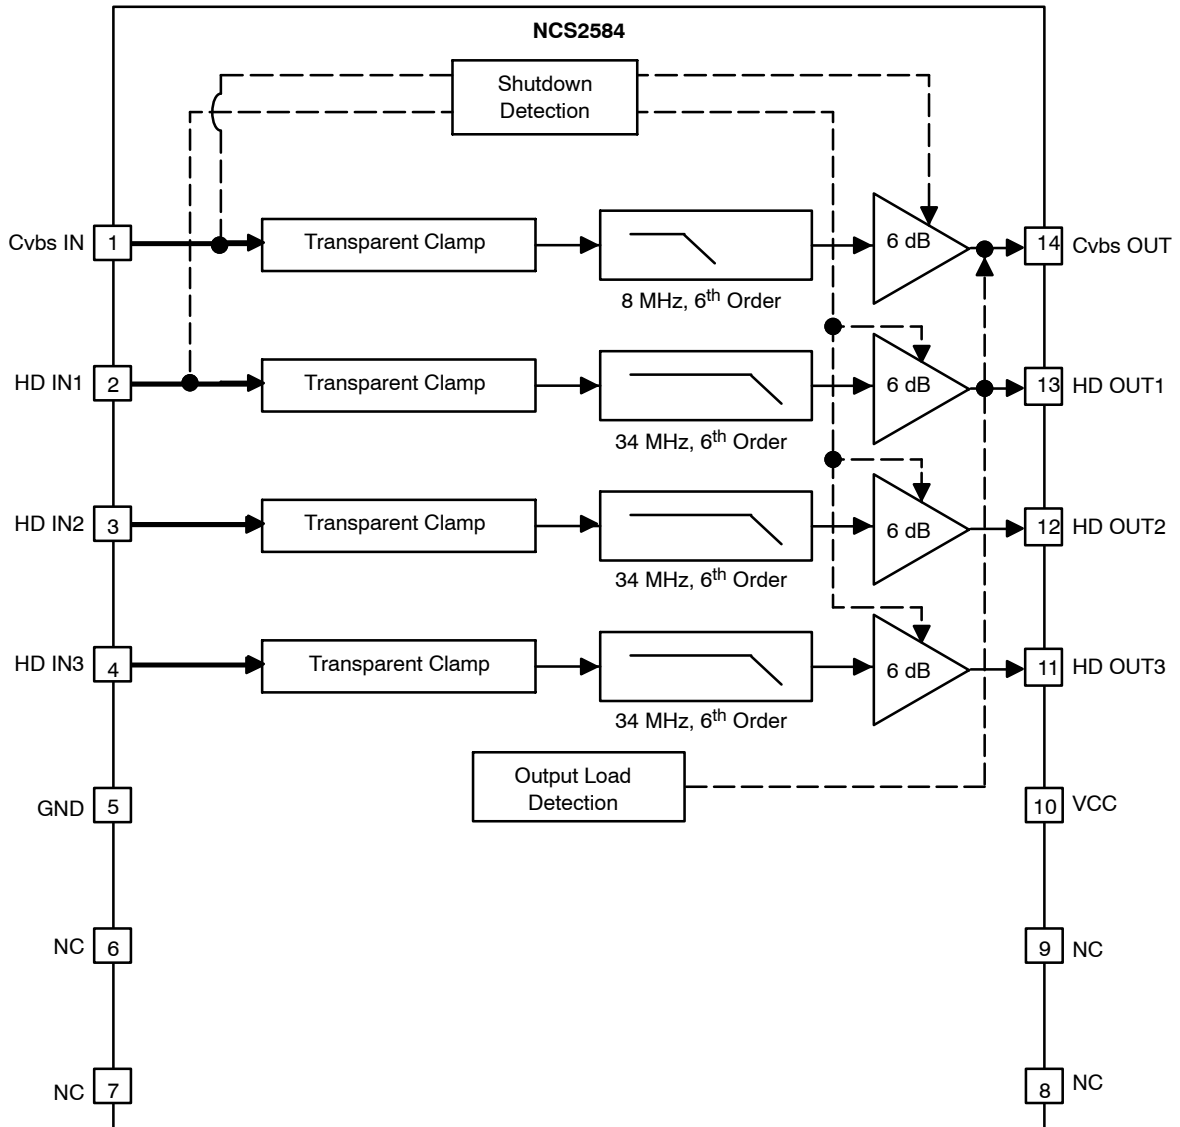 NCS2584
Shutdown
Detection
Cvbs IN 1 Transparent Clamp 6 dB 14 Cvbs OUT
8 MHz, 6th Order
HD IN1 2 Transparent Clamp 6 dB 13 HD OUT1
34 MHz, 6th Order
HD IN2 3 Transparent Clamp 6 dB 12 HD OUT2
34 MHz, 6th Order
HD IN3 4 Transparent Clamp 6 dB 11 HD OUT3
34 MHz, 6th Order
Output Load
Detection
GND 5 10 VCC
NC 6 9 NC
NC 7 8 NC